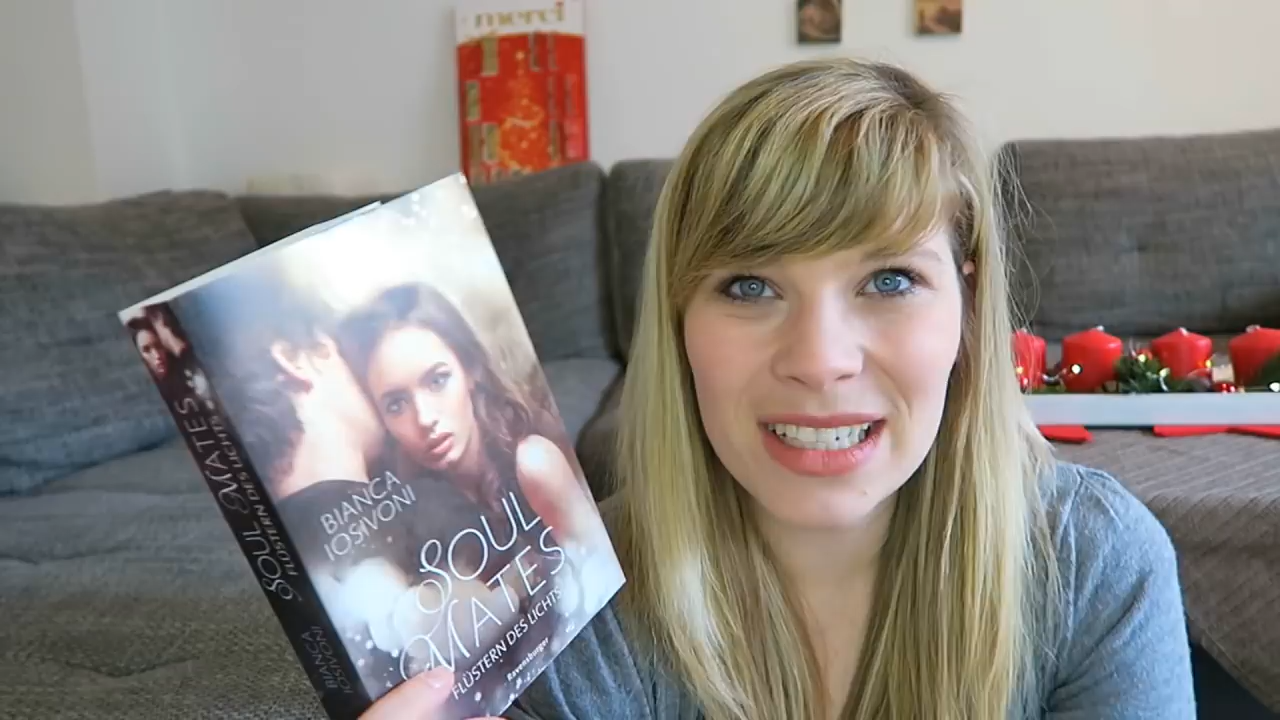 merci
BIANCA
IOSIVONI
SOUL
MATES
FLÜSTERN DES LICHTS
Ravensburger
SOUL MATES
FLÜSTERN DES LICHTS
BIANCA
IOSIVONI